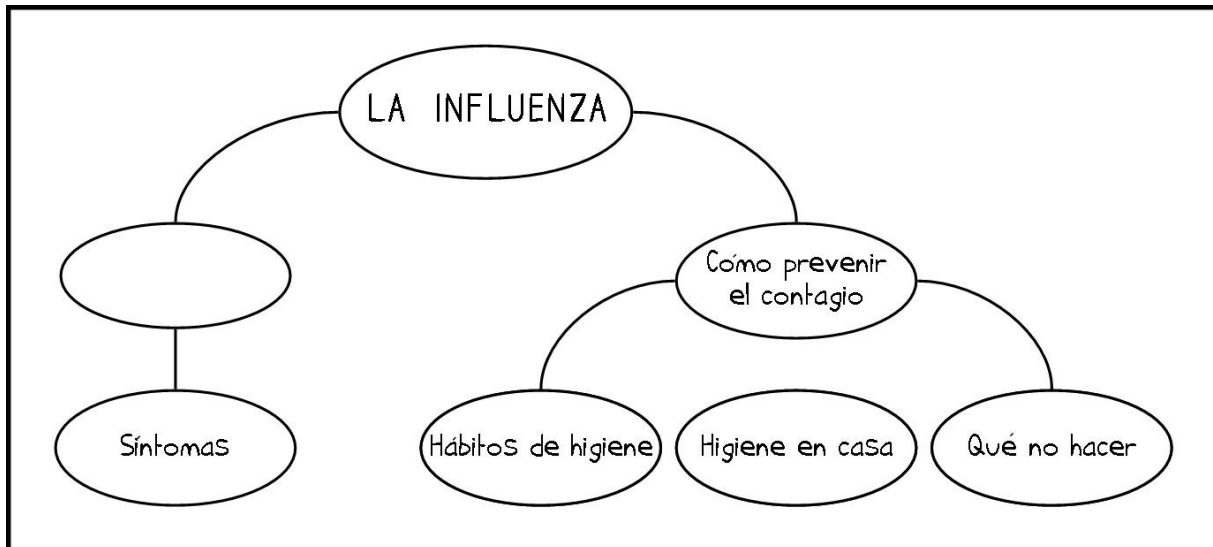 LA INFLUENZA
Cómo prevenir
el contagio
Síntomas
Hábitos de higiene
Higiene en casa
Qué no hacer